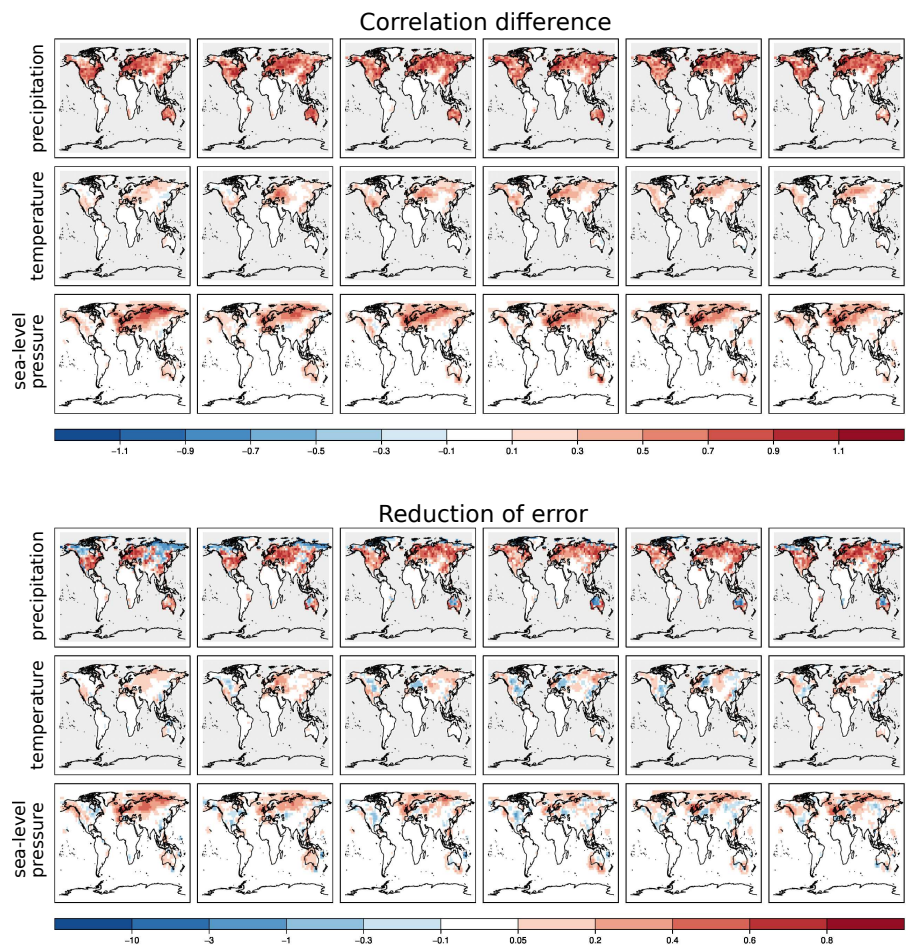 Correlation difference
precipitation
temperature
sea-level
pressure
−1.1 −0.9 −0.7 −0.5 −0.3 −0.1 0.1 0.3 0.5 0.7 0.9 1.1
Reduction of error
precipitation
temperature
sea-level
pressure
−10 −3 −1 −0.3 −0.1 0.05 0.2 0.4 0.6 0.8